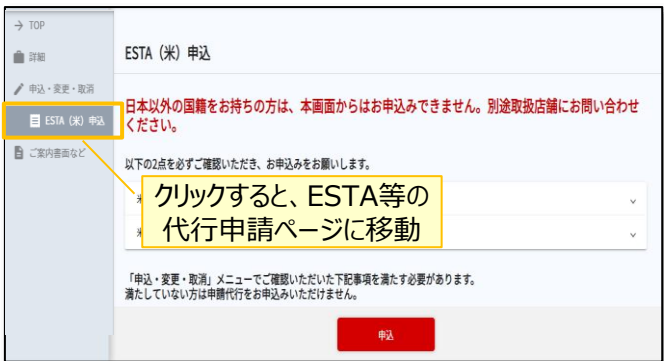 → TOP
詳細
申込・変更・取消
ESTA (米) 申込
ご案内書面など
ESTA（米）申込
日本以外の国籍をお持ちの方は、本画面からはお申込みできません。別途取扱店舗にお問い合わせ
ください。
以下の2点を必ずご確認いただき、お申込みをお願いします。
クリックすると、ESTA等の
代行申請ページに移動
「申込・変更・取消」メニューでご確認いただいた下記事項を満たす必要があります。
満たしていない方は申請代行をお申込みいただけません。
申込